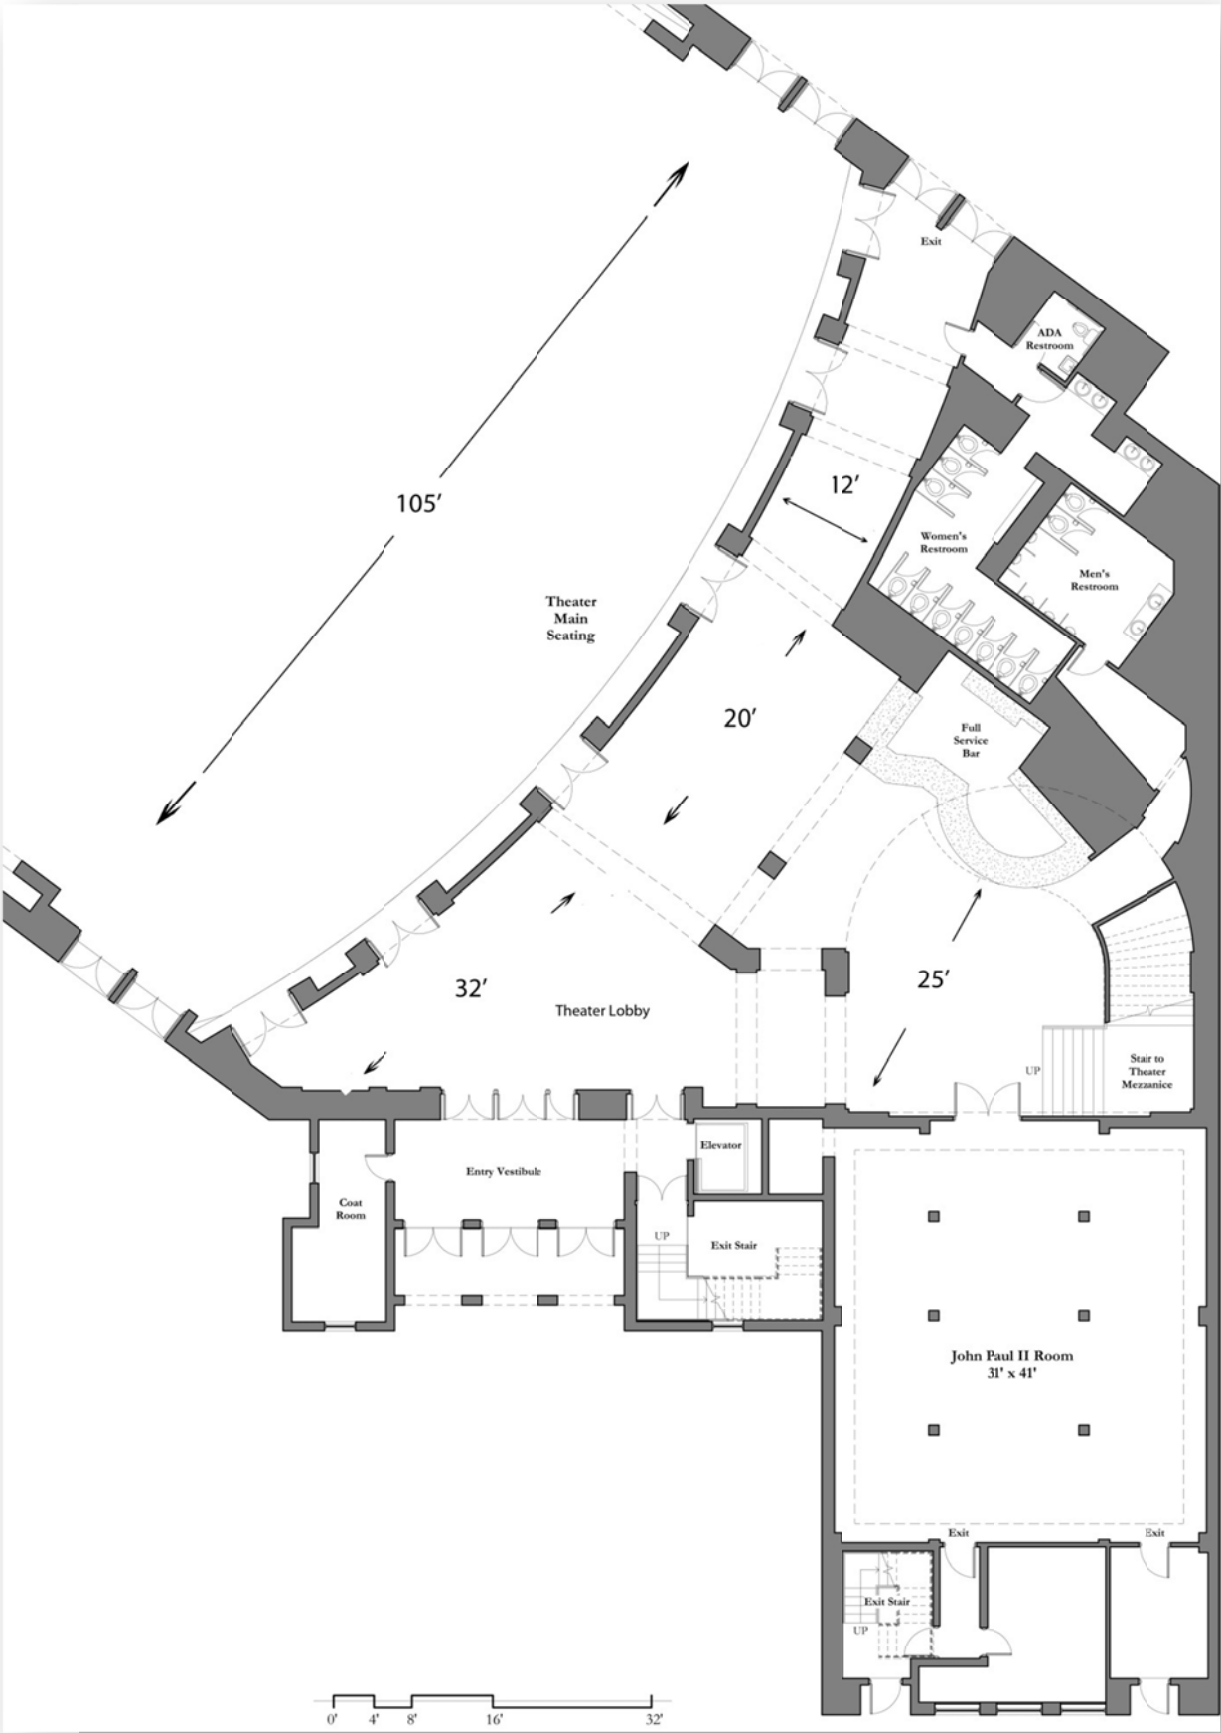 Exit
ADA
Restroom
12′
105′
Women's
Restroom
Men's
Restroom
Theater
Main
Seating
20′
Full
Service
Bar
25′
32′
Theater Lobby
UP
Stair to
Theater
Mezzanice
Elevator
Entry Vestibule
Coat
Room
UP
Exit Stair
John Paul II Room
31' x 41'
Exit
Exit
Exit Stair
UP
0' 4' 8' 16' 32'